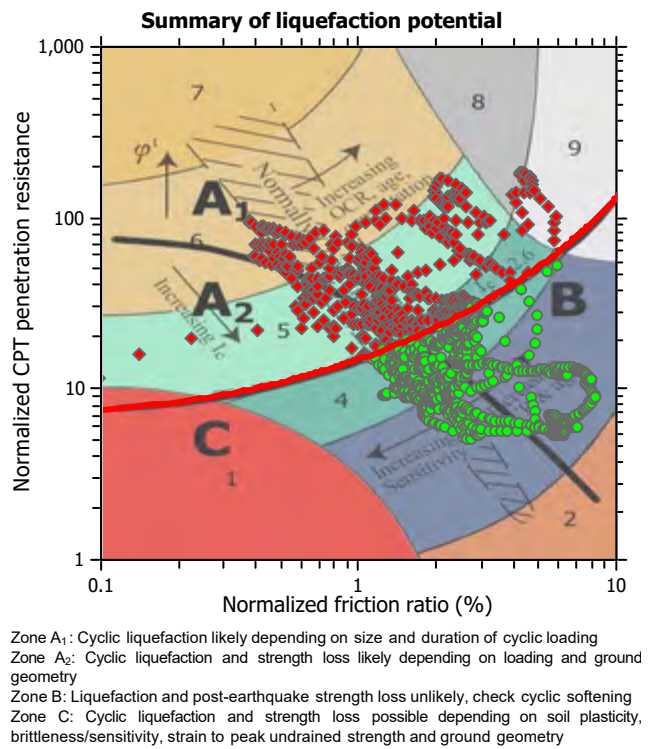 Summary of liquefaction potential
1,000
100
10
1
Normalized CPT penetration resistance
7
8
9
φ'
Increasing
OCR, age,
A1
6
A2
Increasing Ic
5
2.6
B
4
C
1
Increasing
Sensitivity
2
0.1
1
10
Normalized friction ratio (%)
Zone A1: Cyclic liquefaction likely depending on size and duration of cyclic loading
Zone A2: Cyclic liquefaction and strength loss likely depending on loading and ground
geometry
Zone B: Liquefaction and post-earthquake strength loss unlikely, check cyclic softening
Zone C: Cyclic liquefaction and strength loss possible depending on soil plasticity,
brittleness/sensitivity, strain to peak undrained strength and ground geometry